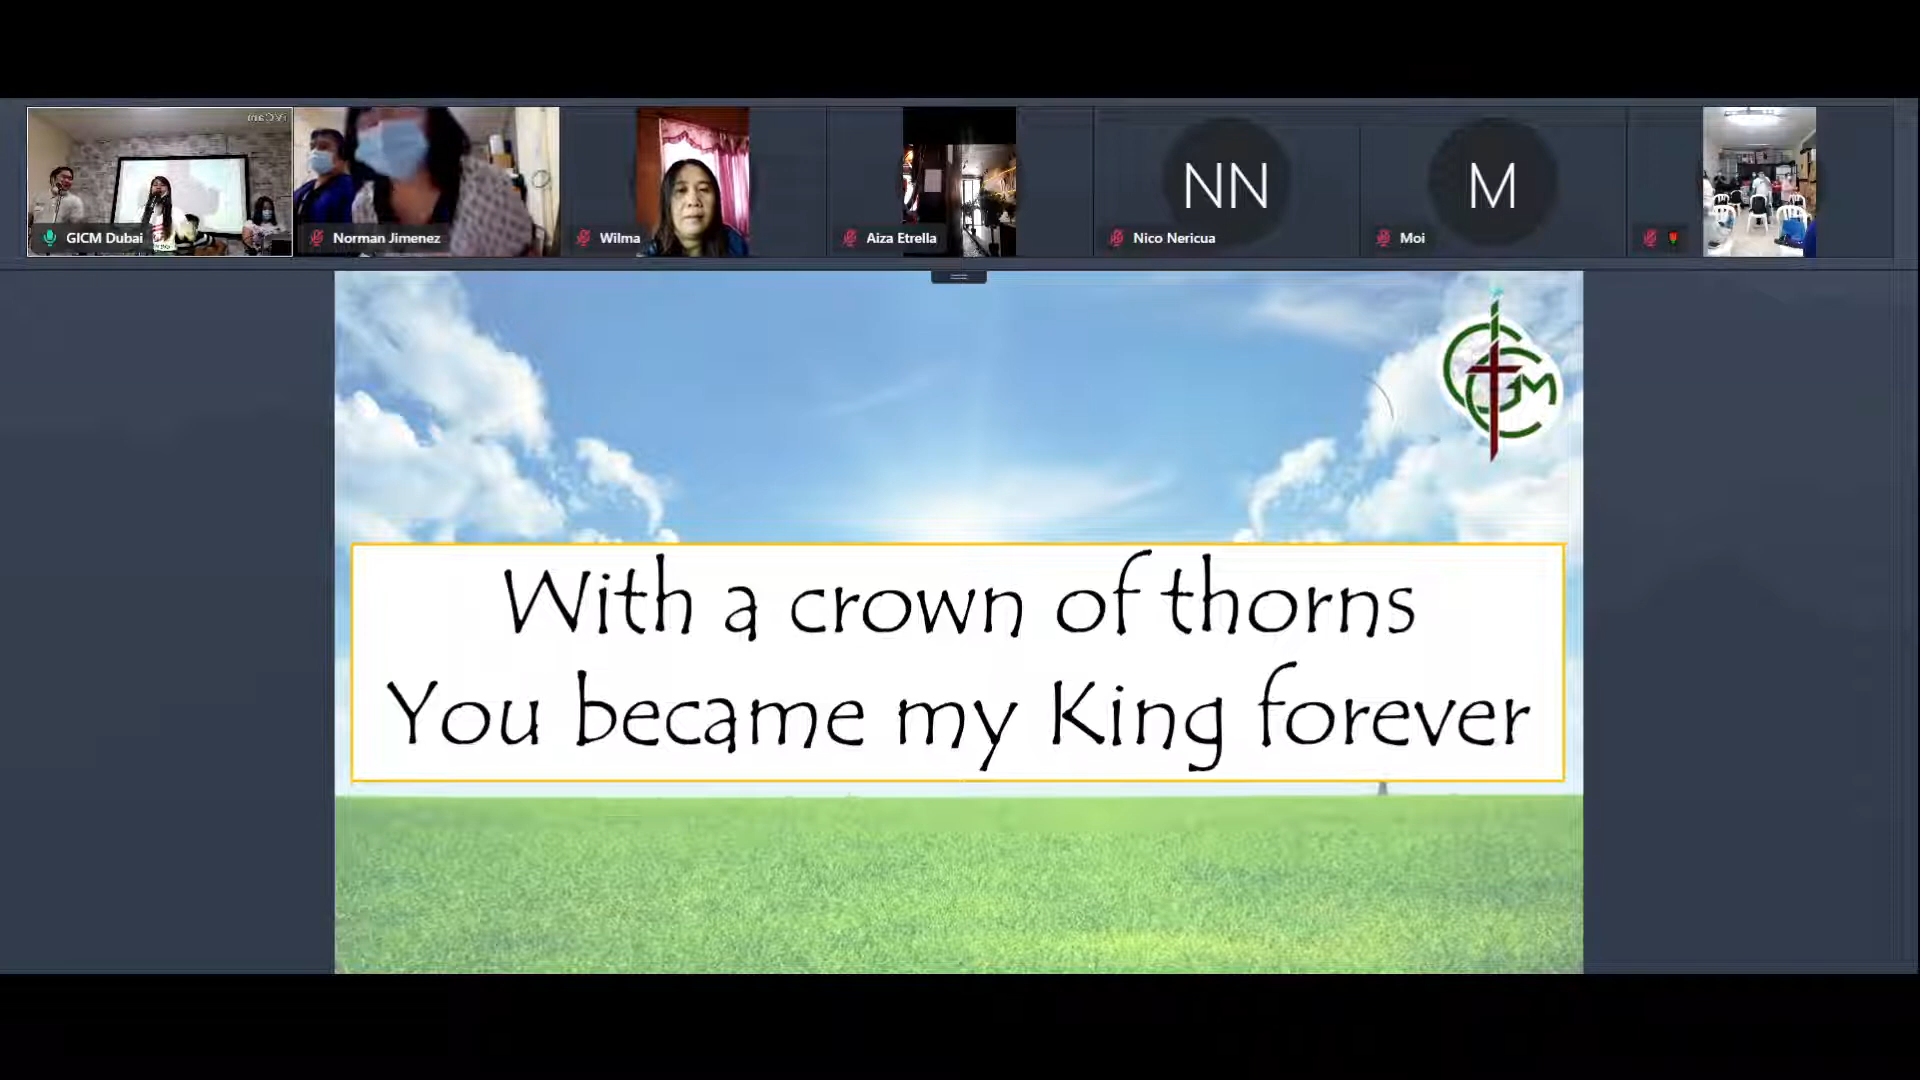 GICM Dubai
Norman Jimenez
Wilma
Aiza Etrella
NN
Nico Nericua
M
Moi
With a crown of thorns
You became my King forever